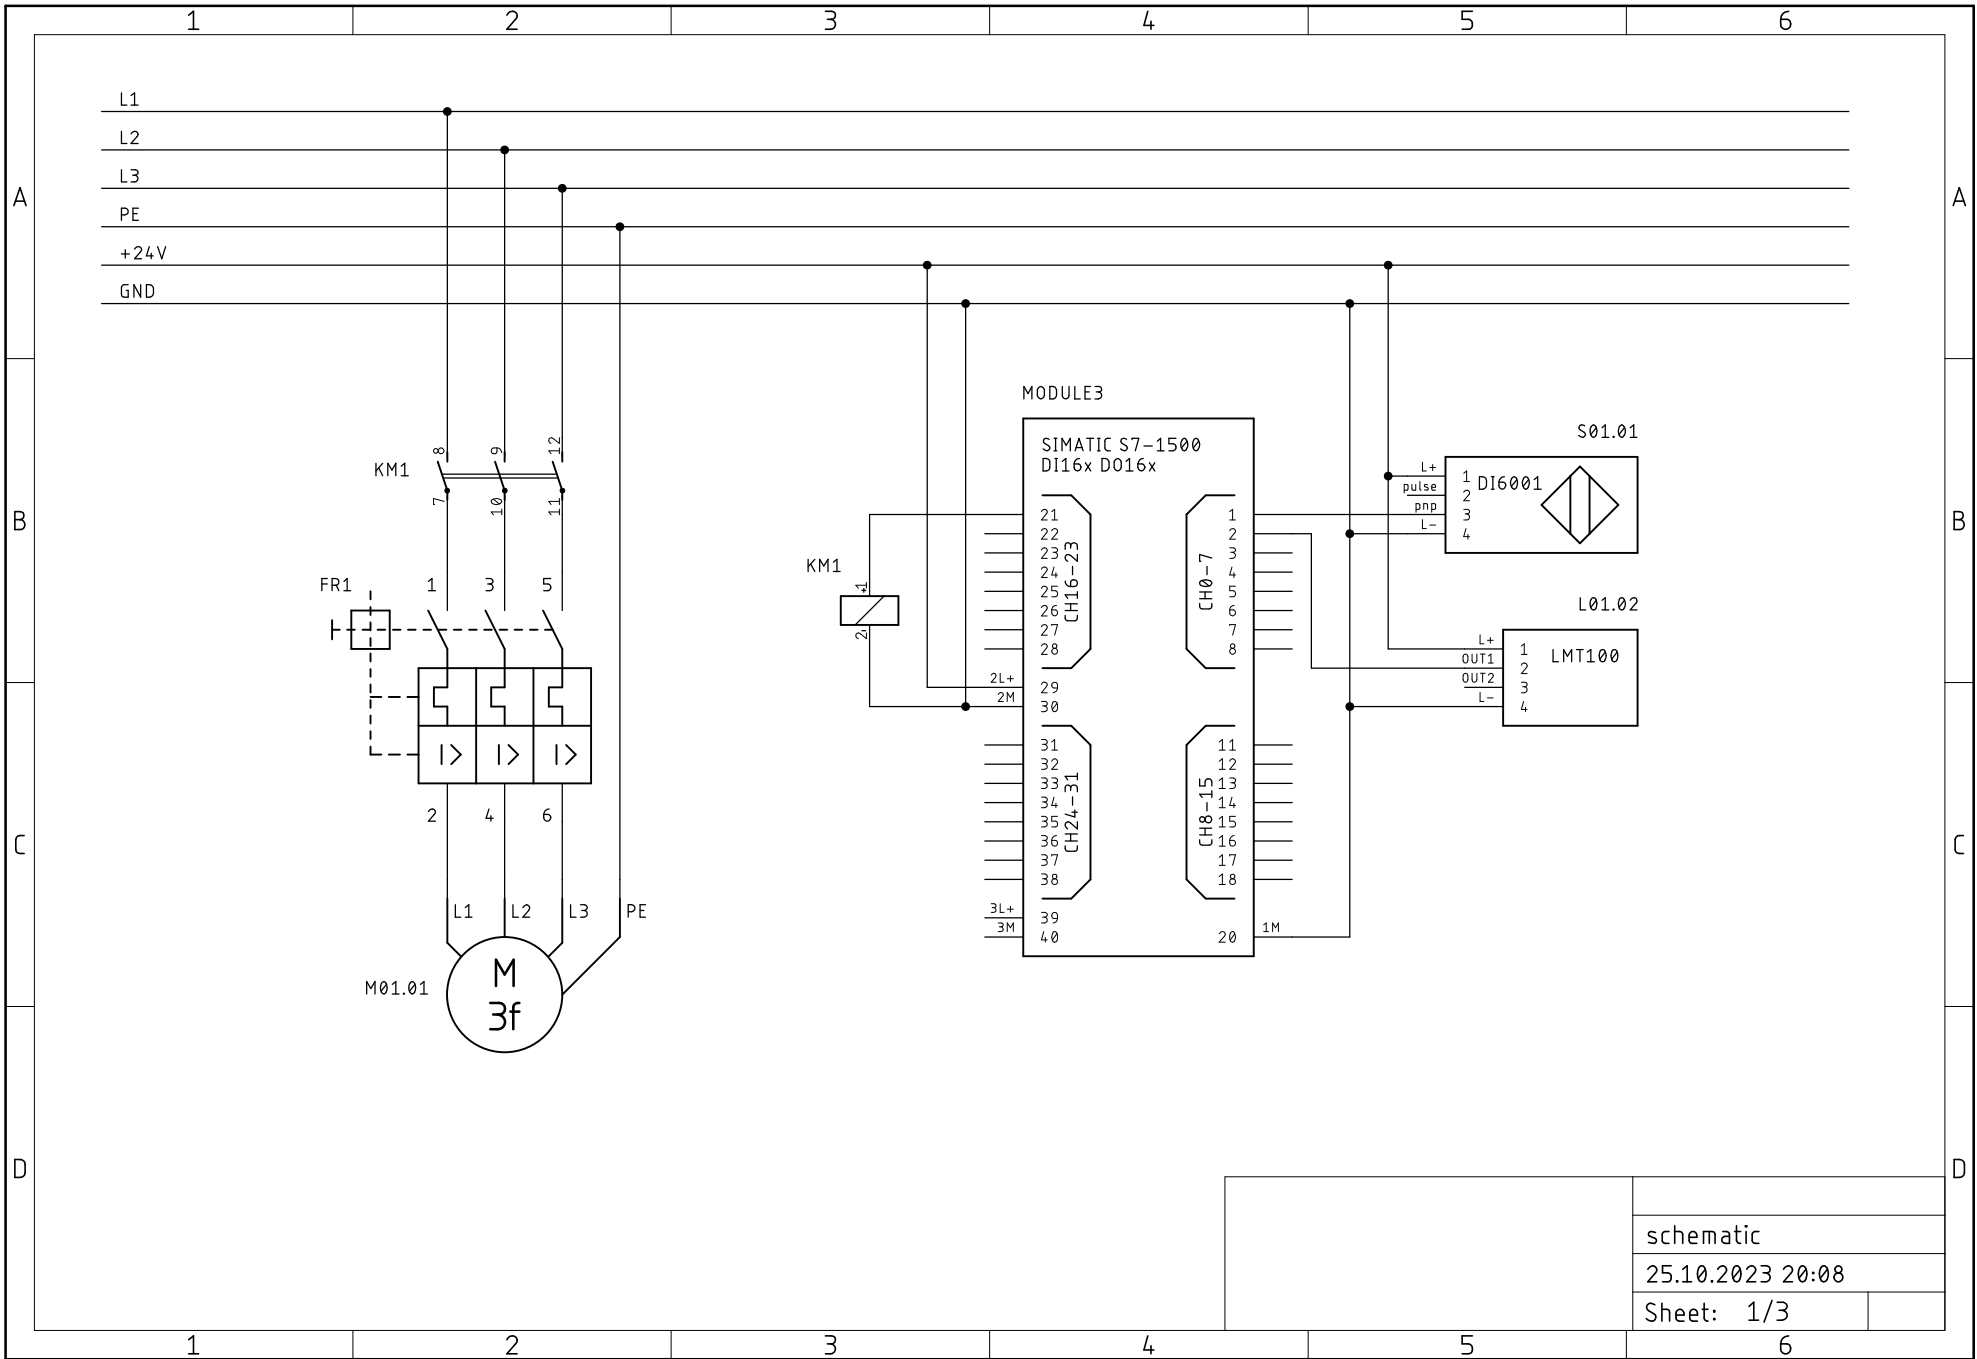 1 2 3 4 5 6
L1
L2
L3
A A
PE
+24V
GND
MODULE3
SIMATIC S7-1500
DI16x DO16x
S01.01
8 9 12
KM1
7 10 11
B B
L+ 1 DI6001
pulse 2
pnp 3
L- 4
KM1
+1
2-
FR1 1 3 5
L01.02
L+ 1 LMT100
OUT1 2
OUT2 3
L- 4
21 1
22 2
23 3
24 4
25 5
26 6
27 7
28 8
CH16-23 CH0-7
2L+ 29
2M 30
31 11
32 12
33 13
34 14
35 15
36 16
37 17
38 18
CH24-31 CH8-15
3L+ 39
3M 40 20 1M
I> I> I>
2 4 6
C C
L1 L2 L3 PE
M01.01
M
3f
D D
schematic
25.10.2023 20:08
Sheet: 1/3
1 2 3 4 5 6